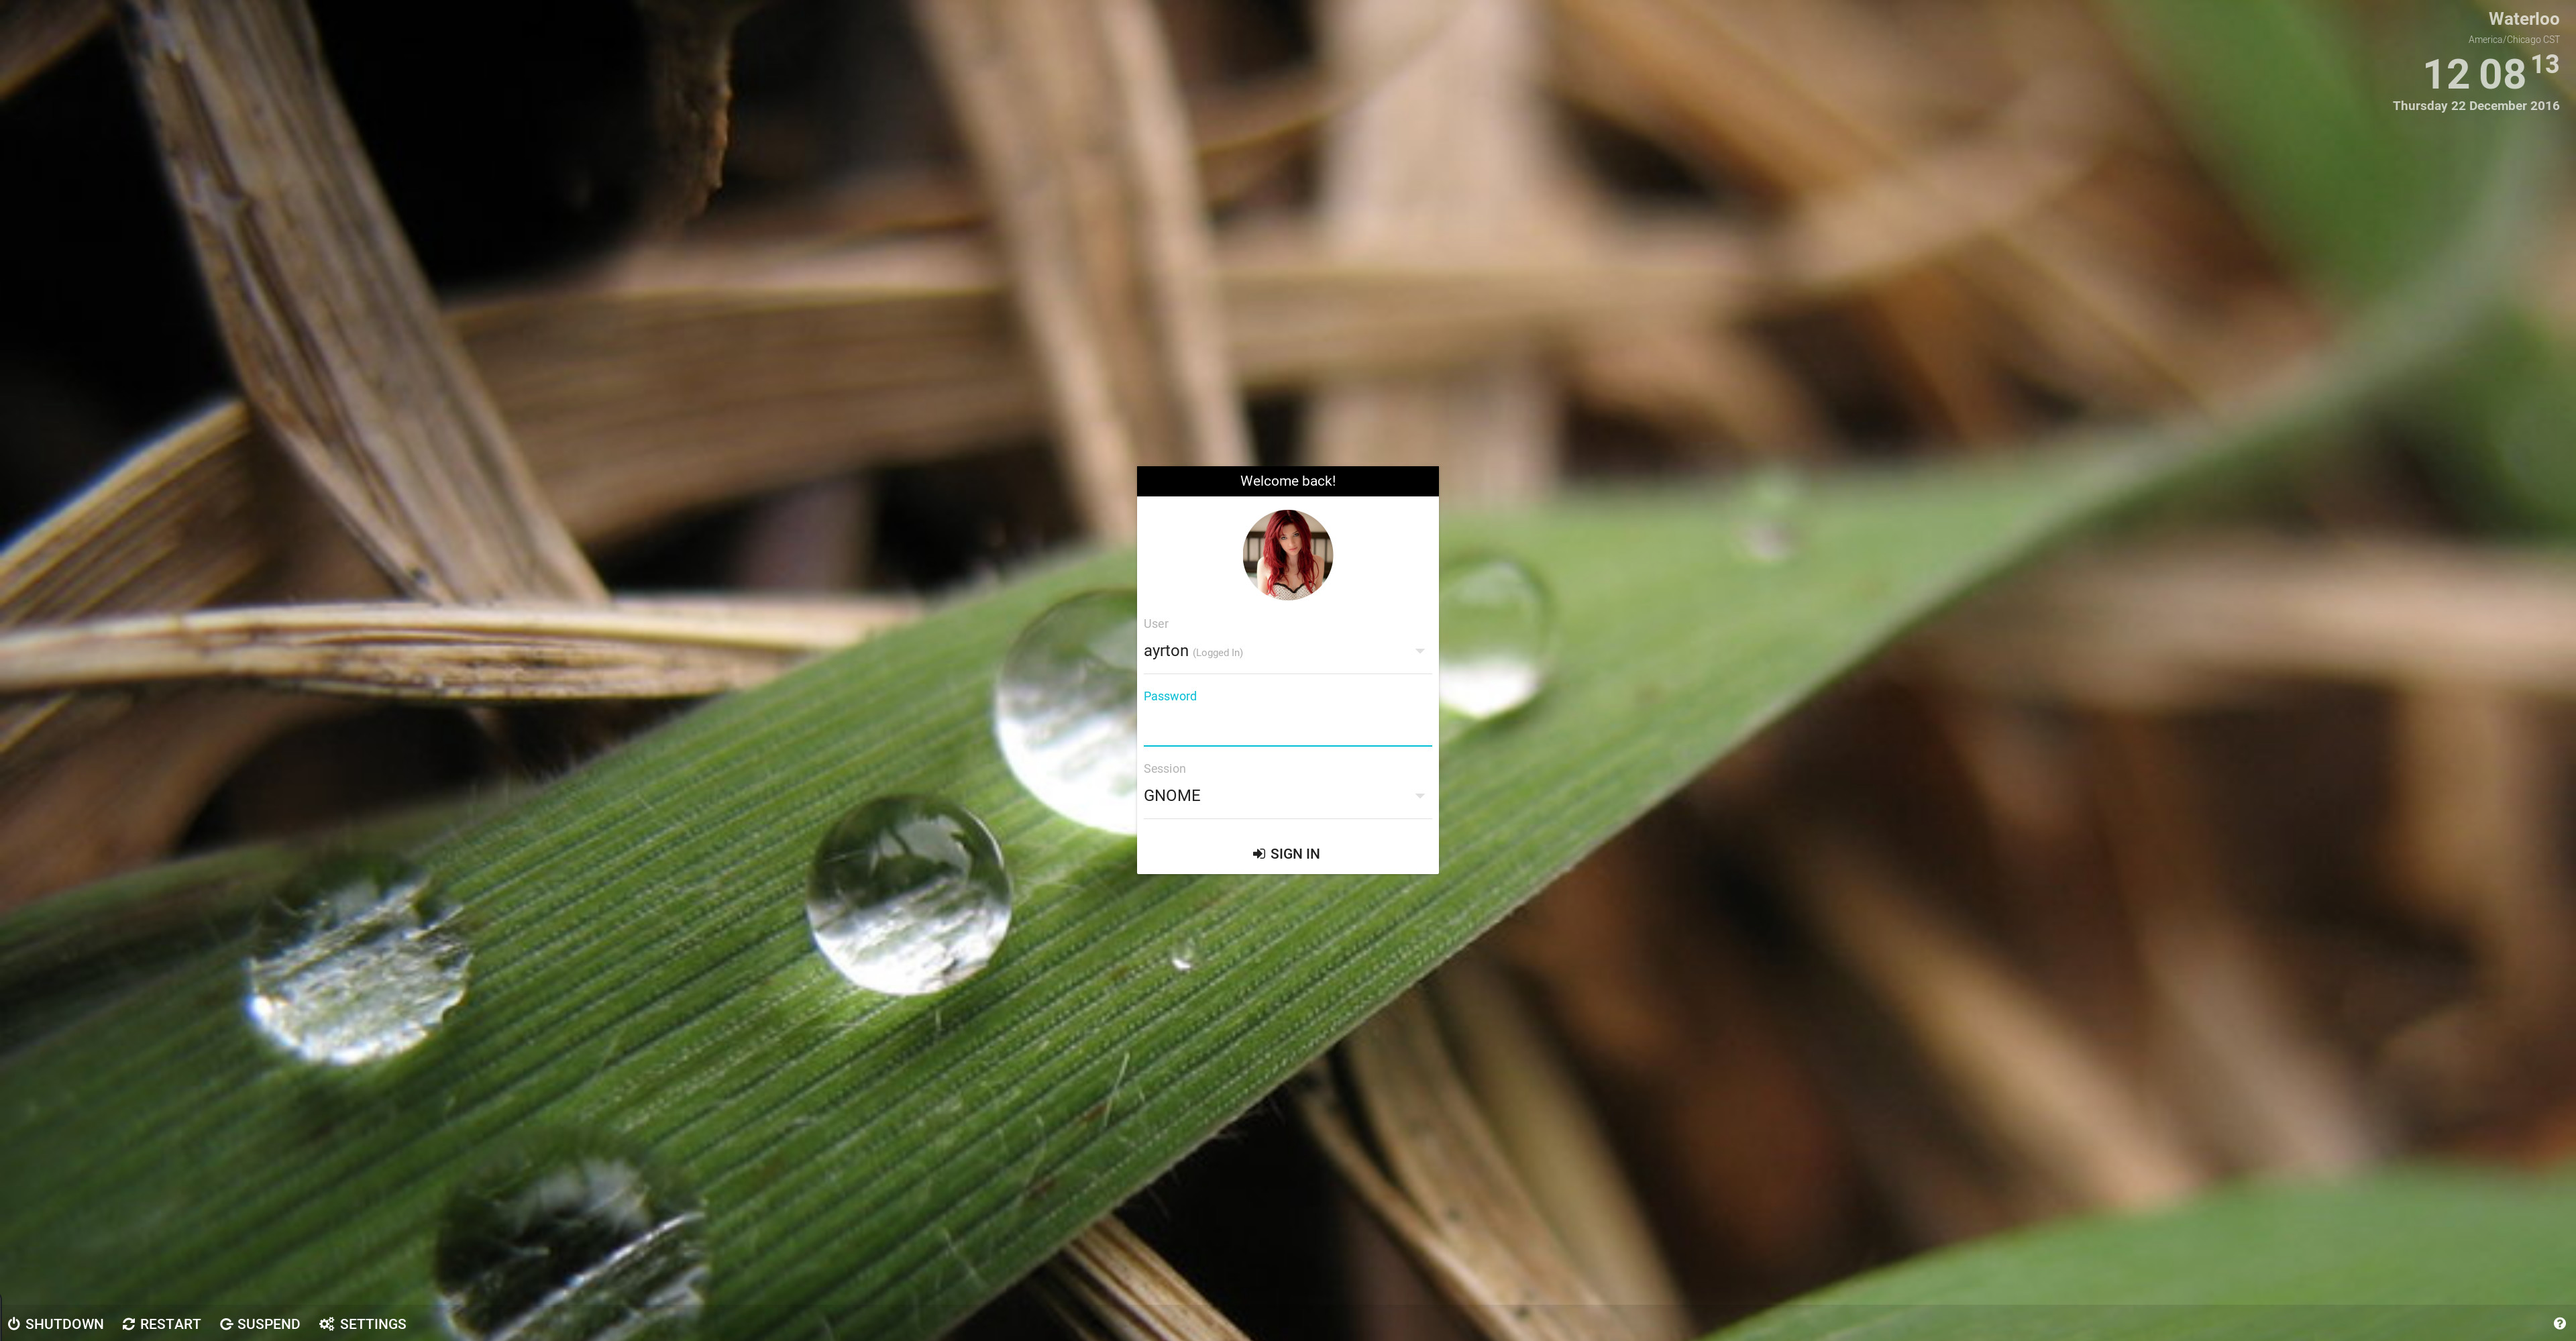 Waterloo
America/Chicago CST
12 08 13
Thursday 22 December 2016
Welcome back!
User
ayrton (Logged In)
Password
Session
GNOME
SIGN IN
SHUTDOWN RESTART SUSPEND SETTINGS